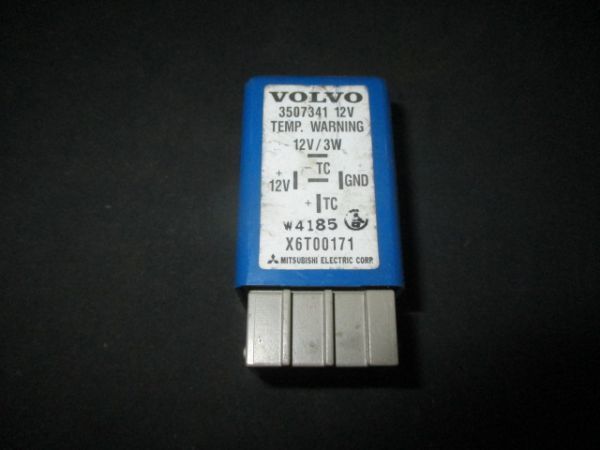 VOLVO
3507341 12V
TEMP. WARNING
12V/3W
- TC
+ 12V GND
+ TC
W4185
X6T00171
MITSUBISHI ELECTRIC CORP.